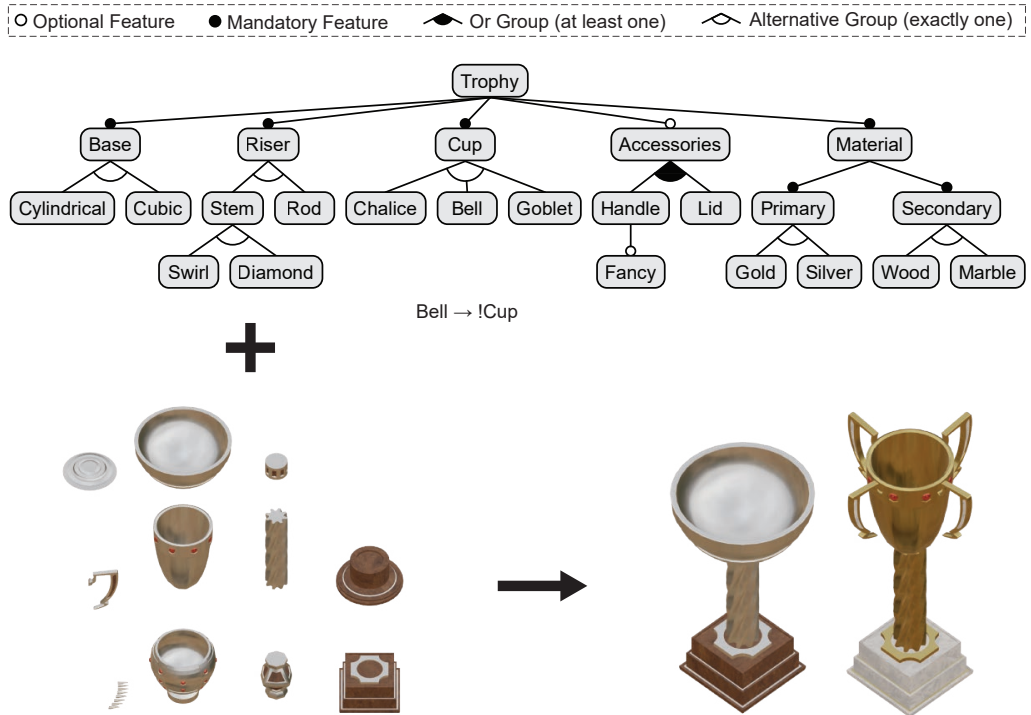 Optional Feature Mandatory Feature Or Group (at least one) Alternative Group (exactly one)
Trophy
Base Riser Cup Accessories Material
Cylindrical Cubic Stem Rod Chalice Bell Goblet Handle Lid Primary Secondary
Swirl Diamond Fancy Gold Silver Wood Marble
Bell → !Cup